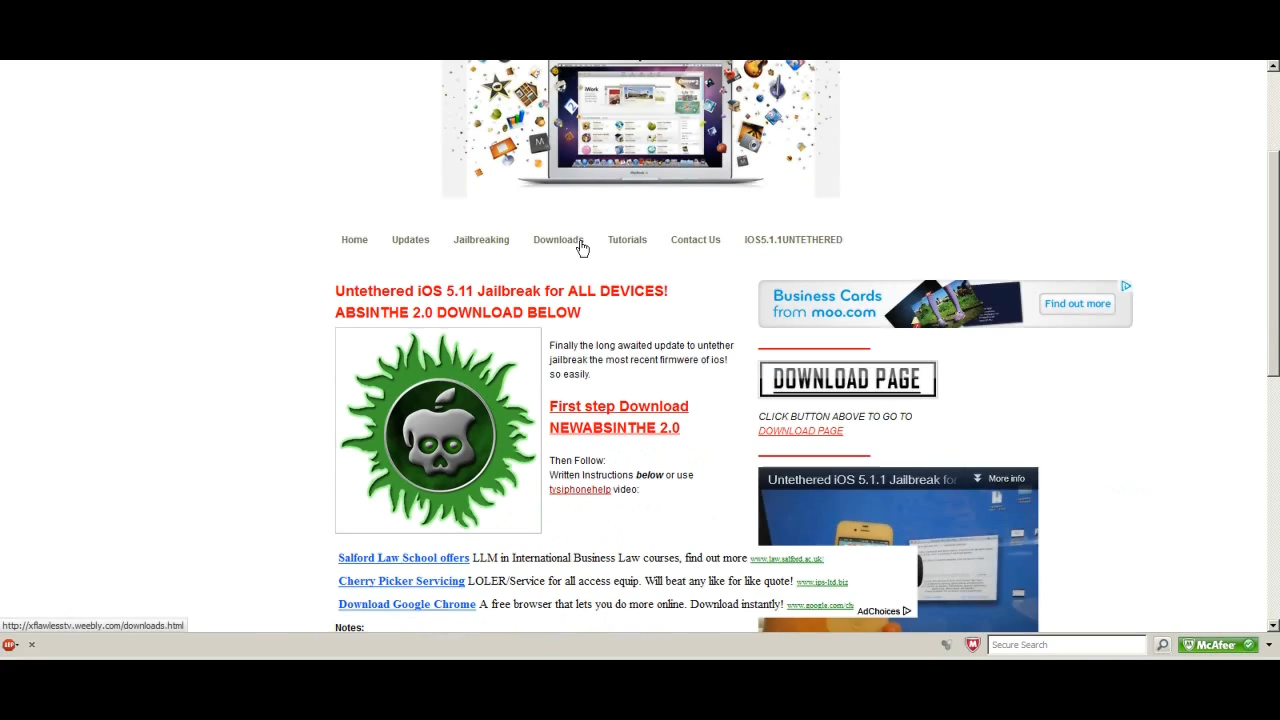 iWork
Home Updates Jailbreaking Downloads Tutorials Contact Us IOS5.1.1UNTETHERED
Untethered iOS 5.11 Jailbreak for ALL DEVICES!
ABSINTHE 2.0 DOWNLOAD BELOW
Finally the long awaited update to untether
jailbreak the most recent firmwere of ios!
so easily.
First step Download
NEWABSINTHE 2.0
Then Follow:
Written Instructions below or use
tvsiphonehelp video:
Business Cards
from moo.com
Find out more
DOWNLOAD PAGE
CLICK BUTTON ABOVE TO GO TO
DOWNLOAD PAGE
Untethered iOS 5.1.1 Jailbreak for
More info
Salford Law School offers LLM in International Business Law courses, find out more www.law.salford.ac.uk/
Cherry Picker Servicing LOLER/Service for all access equip. Will beat any like for like quote! www.ips-ltd.biz
Download Google Chrome A free browser that lets you do more online. Download instantly! www.google.com/ch
AdChoices
Notes:
http://xflawlesstv.weebly.com/downloads.html
ABP
Secure Search
McAfee